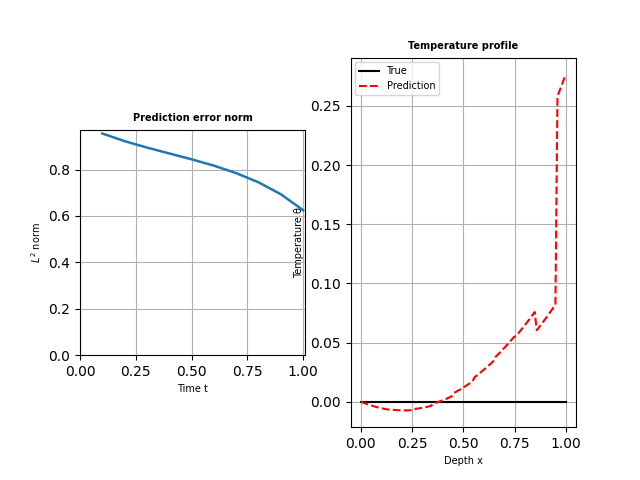 Prediction error norm
L² norm
0.8
0.6
0.4
0.2
0.0
0.00 0.25 0.50 0.75 1.00
Time t
Temperature profile
True
Prediction
Temperature θ
0.25
0.20
0.15
0.10
0.05
0.00
0.00 0.25 0.50 0.75 1.00
Depth x